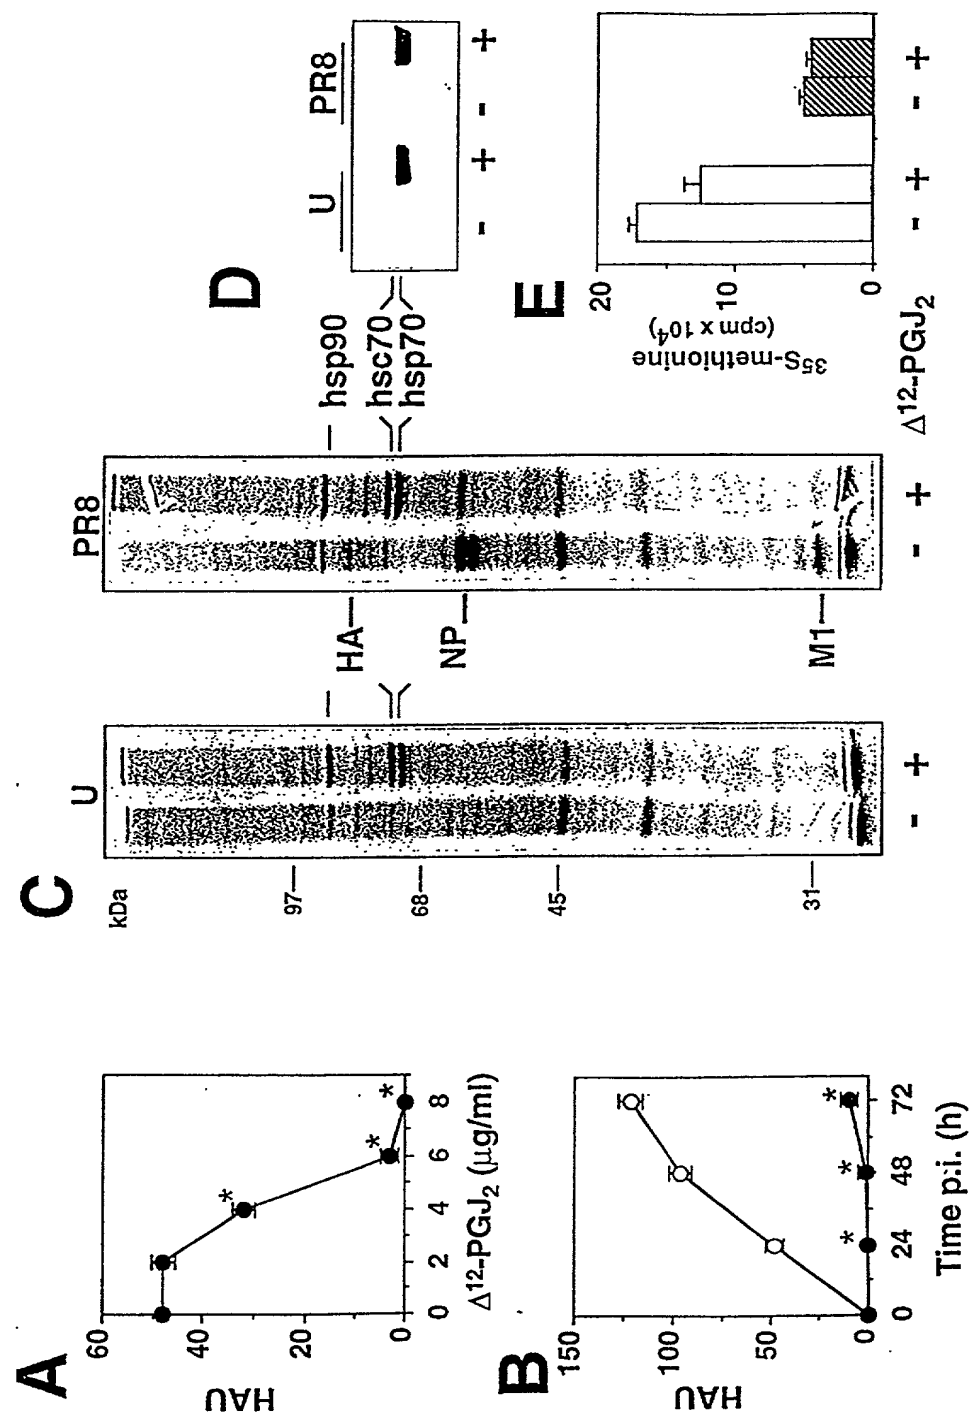 A
60
40
20
0
HAU
0 2 4 6 8
* * *
Δ12-PGJ2 (μg/ml)
B
150
100
50
0
HAU
0 24 48 72
* * *
Time p.i. (h)
C
kDa
97
68
45
31
U
- +
HA
NP
M1
PR8
- +
hsp90
hsc70
hsp70
D
U PR8
- + - +
E
20
10
0
35S-methionine
(cpm x 10⁴)
Δ12-PGJ2
- + - +